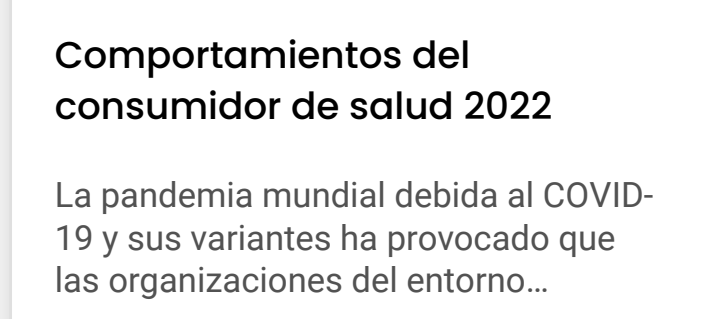 Comportamientos del
consumidor de salud 2022
La pandemia mundial debida al COVID-
19 y sus variantes ha provocado que
las organizaciones del entorno...